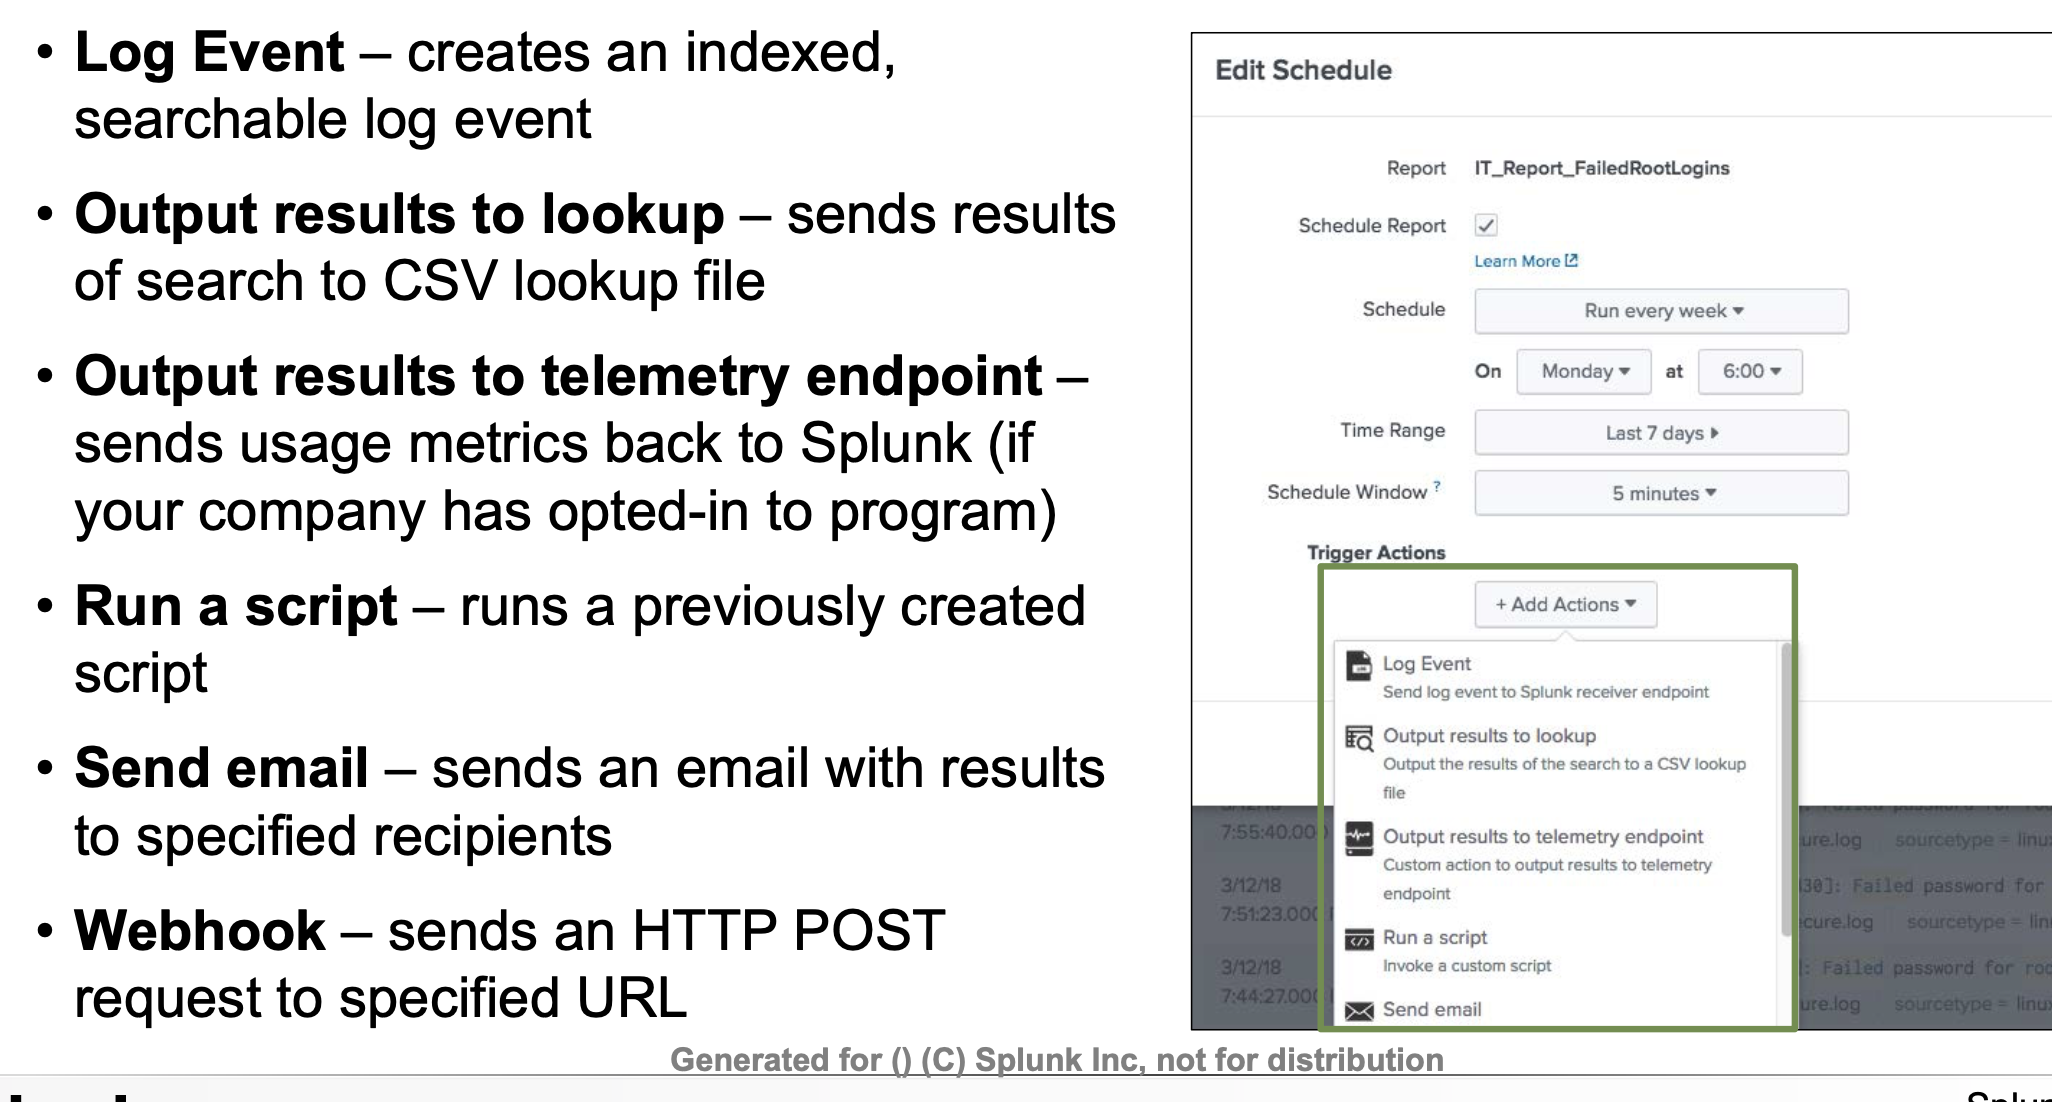 • Log Event – creates an indexed,
searchable log event
• Output results to lookup – sends results
of search to CSV lookup file
• Output results to telemetry endpoint –
sends usage metrics back to Splunk (if
your company has opted-in to program)
• Run a script – runs a previously created
script
• Send email – sends an email with results
to specified recipients
• Webhook – sends an HTTP POST
request to specified URL
Edit Schedule
Report IT_Report_FailedRootLogins
Schedule Report
Learn More
Schedule Run every week
On Monday at 6:00
Time Range Last 7 days
Schedule Window ? 5 minutes
Trigger Actions
+ Add Actions
Log Event
Send log event to Splunk receiver endpoint
Output results to lookup
Output the results of the search to a CSV lookup
file
Output results to telemetry endpoint
Custom action to output results to telemetry
endpoint
Run a script
Invoke a custom script
Send email
Failed password for
7:55:40.00 ure.log sourcetype = linu
3/12/18 30]: Failed password for
7:51:23.000 cure.log sourcetype = lin
3/12/18 : Failed password for roo
7:44:27.000 ure.log sourcetype = linu
Generated for () (C) Splunk Inc, not for distribution